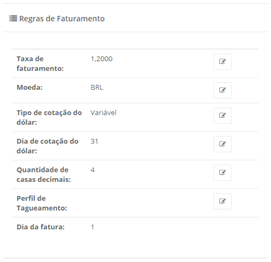 Regras de Faturamento
Taxa de faturamento: 1,2000
Moeda: BRL
Tipo de cotação do dólar: Variável
Dia de cotação do dólar: 31
Quantidade de casas decimais: 4
Perfil de Tagueamento:
Dia da fatura: 1